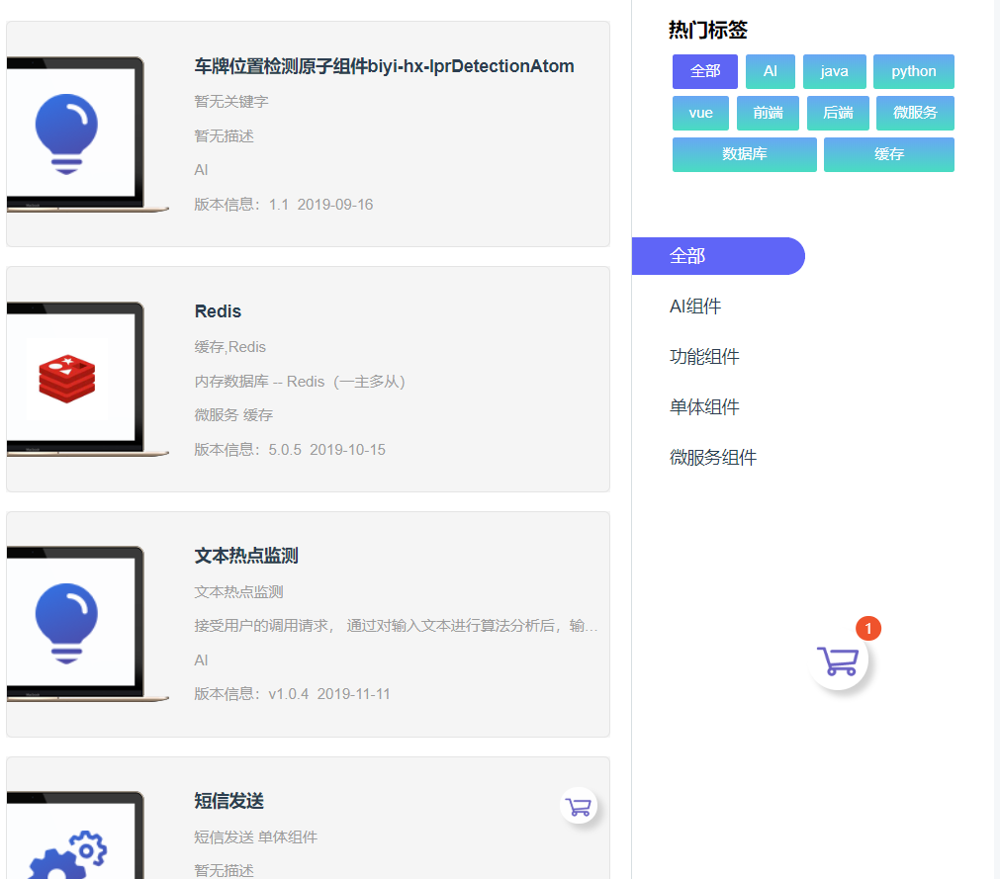 车牌位置检测原子组件biyi-hx-lprDetectionAtom
暂无关键字
暂无描述
AI
版本信息：1.1 2019-09-16
Redis
缓存,Redis
内存数据库 -- Redis（一主多从）
微服务 缓存
版本信息：5.0.5 2019-10-15
文本热点监测
文本热点监测
接受用户的调用请求， 通过对输入文本进行算法分析后，输...
AI
版本信息：v1.0.4 2019-11-11
短信发送
短信发送 单体组件
暂无描述
热门标签
全部 AI java python
vue 前端 后端 微服务
数据库 缓存
全部
AI组件
功能组件
单体组件
微服务组件
1